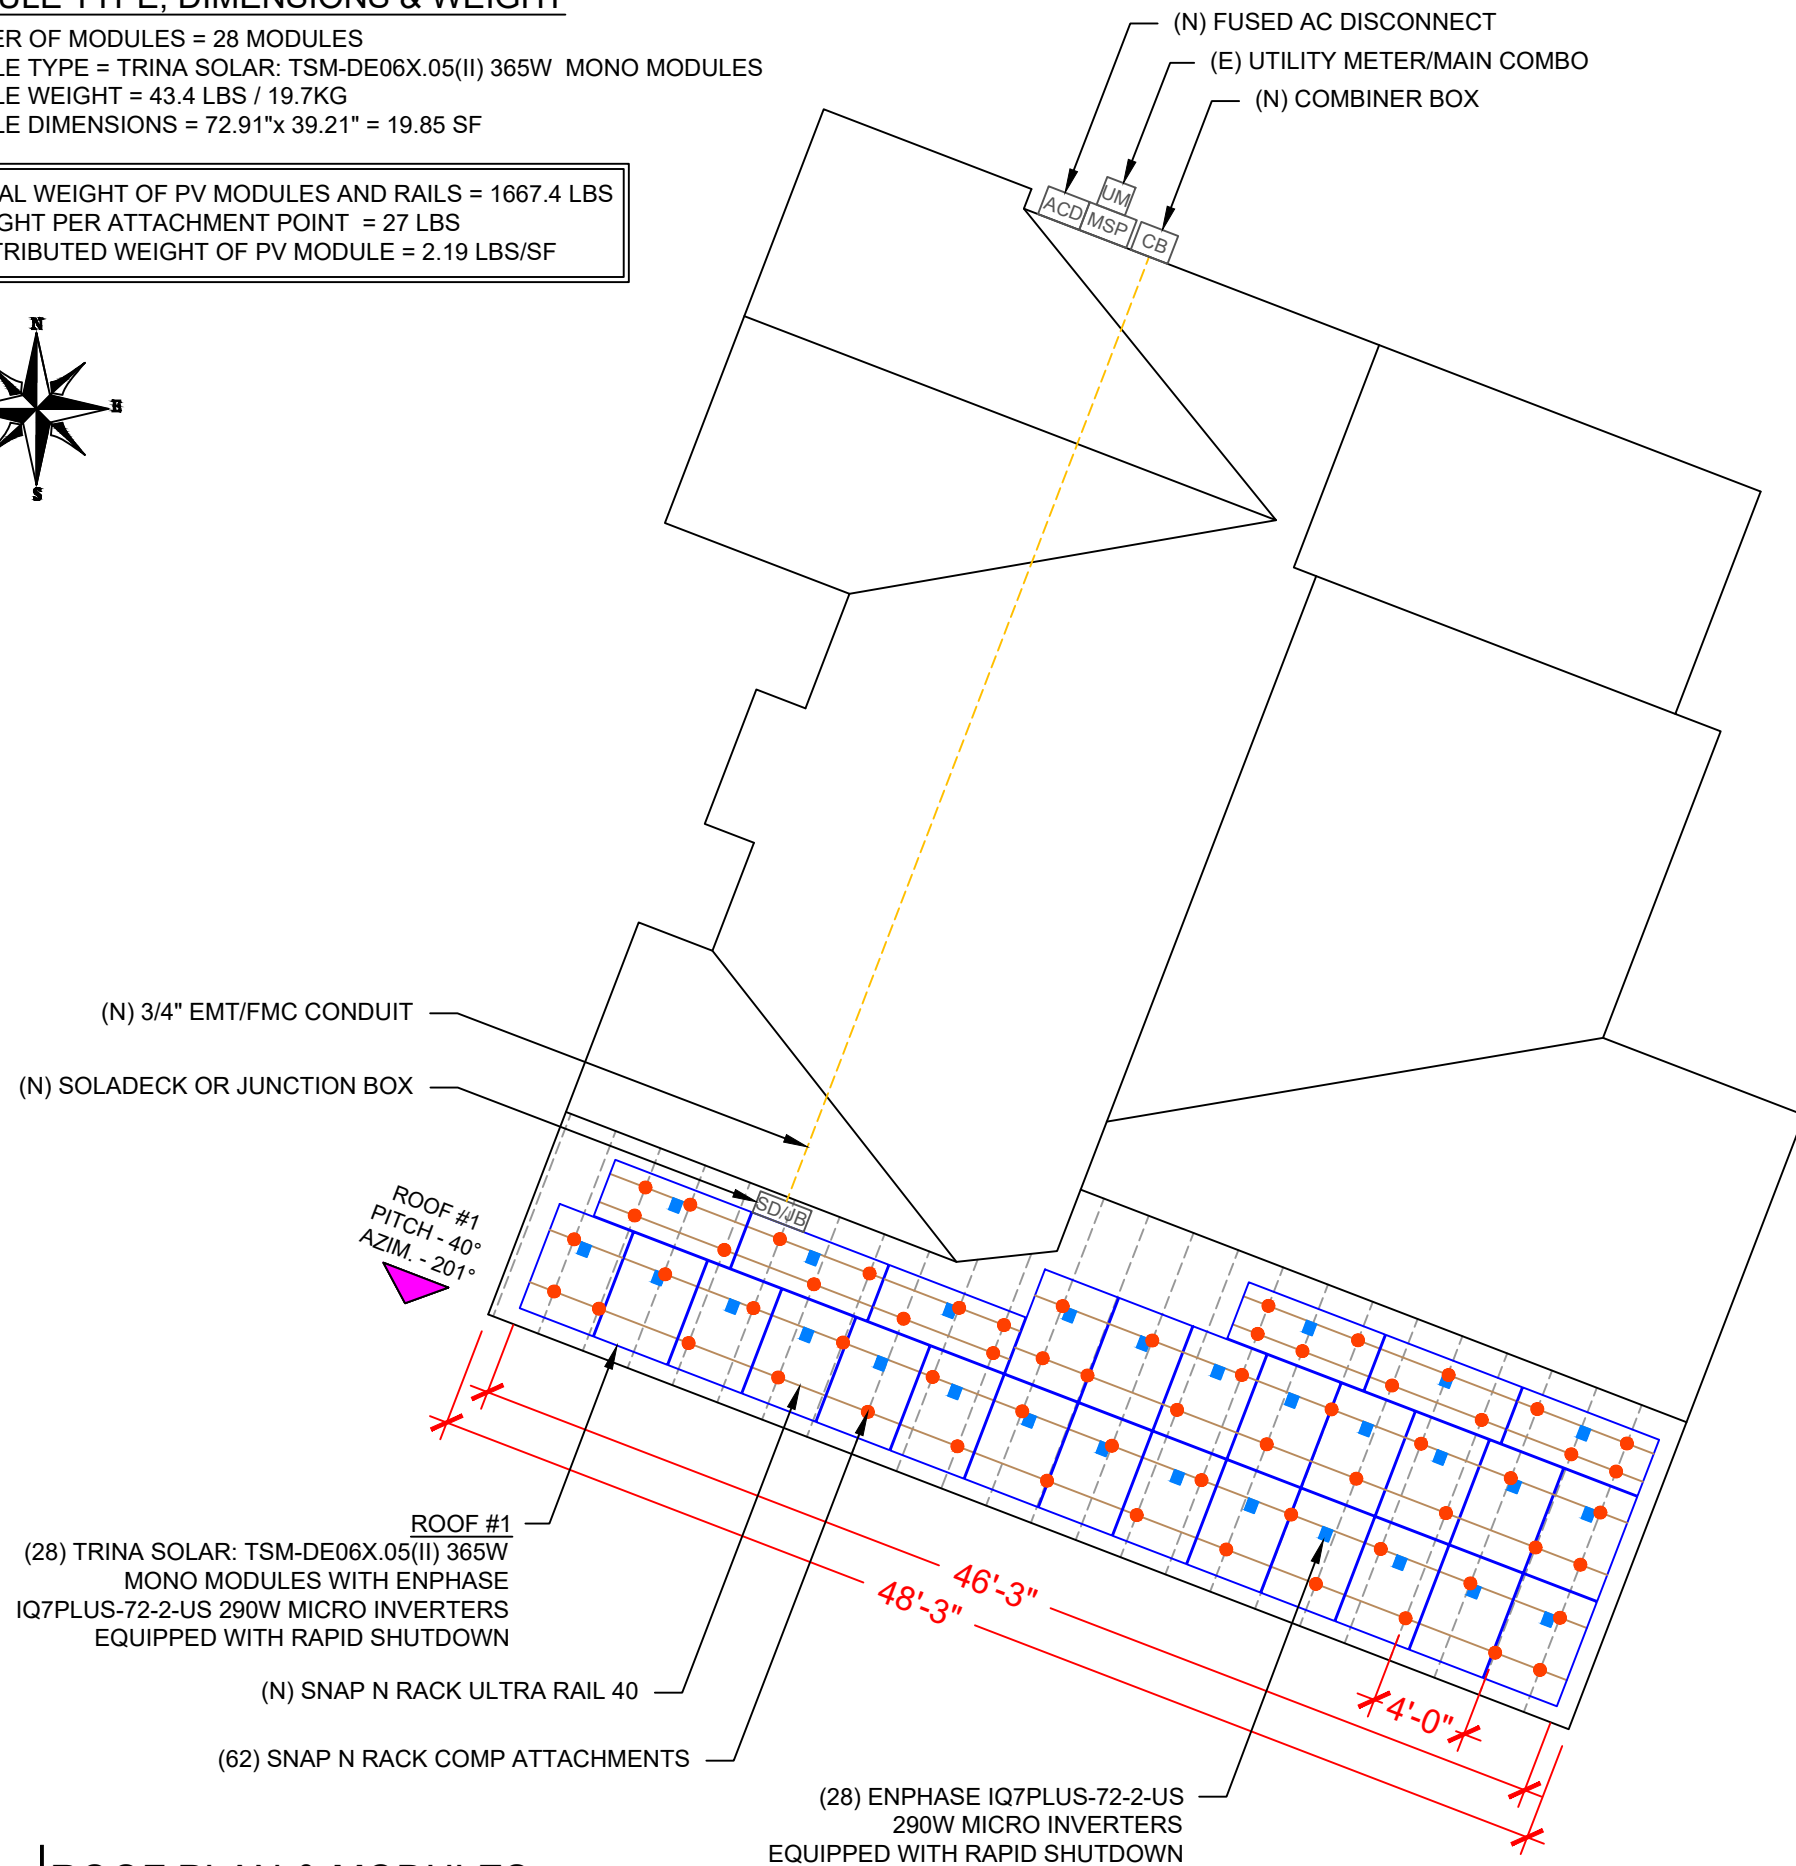 ULE TYPE, DIMENSIONS & WEIGHT
ER OF MODULES = 28 MODULES
LE TYPE = TRINA SOLAR: TSM-DE06X.05(II) 365W MONO MODULES
LE WEIGHT = 43.4 LBS / 19.7KG
LE DIMENSIONS = 72.91"x 39.21" = 19.85 SF
AL WEIGHT OF PV MODULES AND RAILS = 1667.4 LBS
GHT PER ATTACHMENT POINT = 27 LBS
TRIBUTED WEIGHT OF PV MODULE = 2.19 LBS/SF
N
E
S
(N) FUSED AC DISCONNECT
(E) UTILITY METER/MAIN COMBO
(N) COMBINER BOX
UM
ACD
MSP
CB
(N) 3/4" EMT/FMC CONDUIT
(N) SOLADECK OR JUNCTION BOX
SD/JB
ROOF #1
PITCH - 40°
AZIM. - 201°
ROOF #1
(28) TRINA SOLAR: TSM-DE06X.05(II) 365W
MONO MODULES WITH ENPHASE
IQ7PLUS-72-2-US 290W MICRO INVERTERS
EQUIPPED WITH RAPID SHUTDOWN
46'-3"
48'-3"
4'-0"
(N) SNAP N RACK ULTRA RAIL 40
(62) SNAP N RACK COMP ATTACHMENTS
(28) ENPHASE IQ7PLUS-72-2-US
290W MICRO INVERTERS
EQUIPPED WITH RAPID SHUTDOWN
ROOF PLAN & MODULES